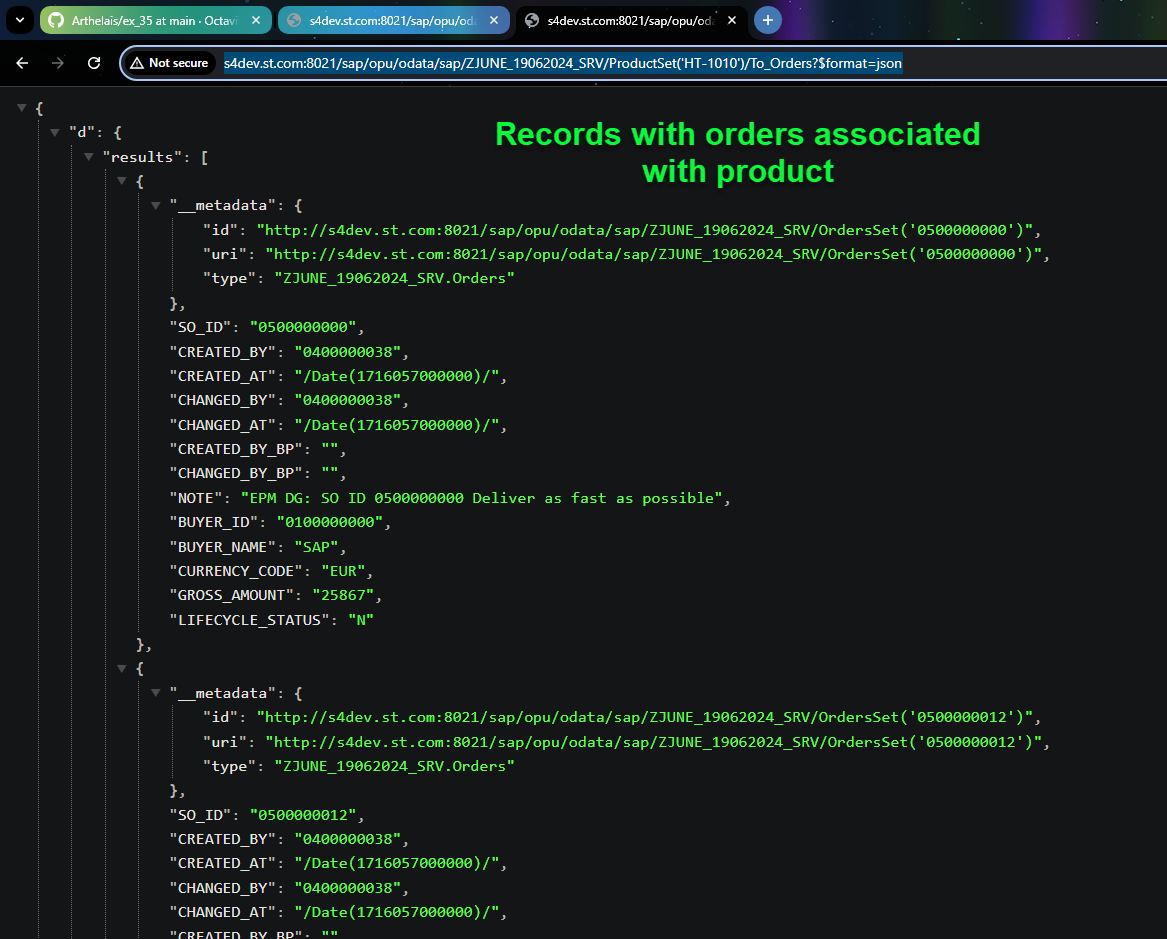 Arthelais/ex_35 at main · Octavi
s4dev.st.com:8021/sap/opu/oda
s4dev.st.com:8021/sap/opu/oda
Not secure
s4dev.st.com:8021/sap/opu/odata/sap/ZJUNE_19062024_SRV/ProductSet('HT-1010')/To_Orders?$format=json
{
"d": {
Records with orders associated
with product
"results": [
{
"__metadata": {
"id": "http://s4dev.st.com:8021/sap/opu/odata/sap/ZJUNE_19062024_SRV/OrdersSet('0500000000')",
"uri": "http://s4dev.st.com:8021/sap/opu/odata/sap/ZJUNE_19062024_SRV/OrdersSet('0500000000')",
"type": "ZJUNE_19062024_SRV.Orders"
},
"SO_ID": "0500000000",
"CREATED_BY": "0400000038",
"CREATED_AT": "/Date(1716057000000)/",
"CHANGED_BY": "0400000038",
"CHANGED_AT": "/Date(1716057000000)/",
"CREATED_BY_BP": "",
"CHANGED_BY_BP": "",
"NOTE": "EPM DG: SO ID 0500000000 Deliver as fast as possible",
"BUYER_ID": "0100000000",
"BUYER_NAME": "SAP",
"CURRENCY_CODE": "EUR",
"GROSS_AMOUNT": "25867",
"LIFECYCLE_STATUS": "N"
},
{
"__metadata": {
"id": "http://s4dev.st.com:8021/sap/opu/odata/sap/ZJUNE_19062024_SRV/OrdersSet('0500000012')",
"uri": "http://s4dev.st.com:8021/sap/opu/odata/sap/ZJUNE_19062024_SRV/OrdersSet('0500000012')",
"type": "ZJUNE_19062024_SRV.Orders"
},
"SO_ID": "0500000012",
"CREATED_BY": "0400000038",
"CREATED_AT": "/Date(1716057000000)/",
"CHANGED_BY": "0400000038",
"CHANGED_AT": "/Date(1716057000000)/",
"CREATED_BY_BP": ""